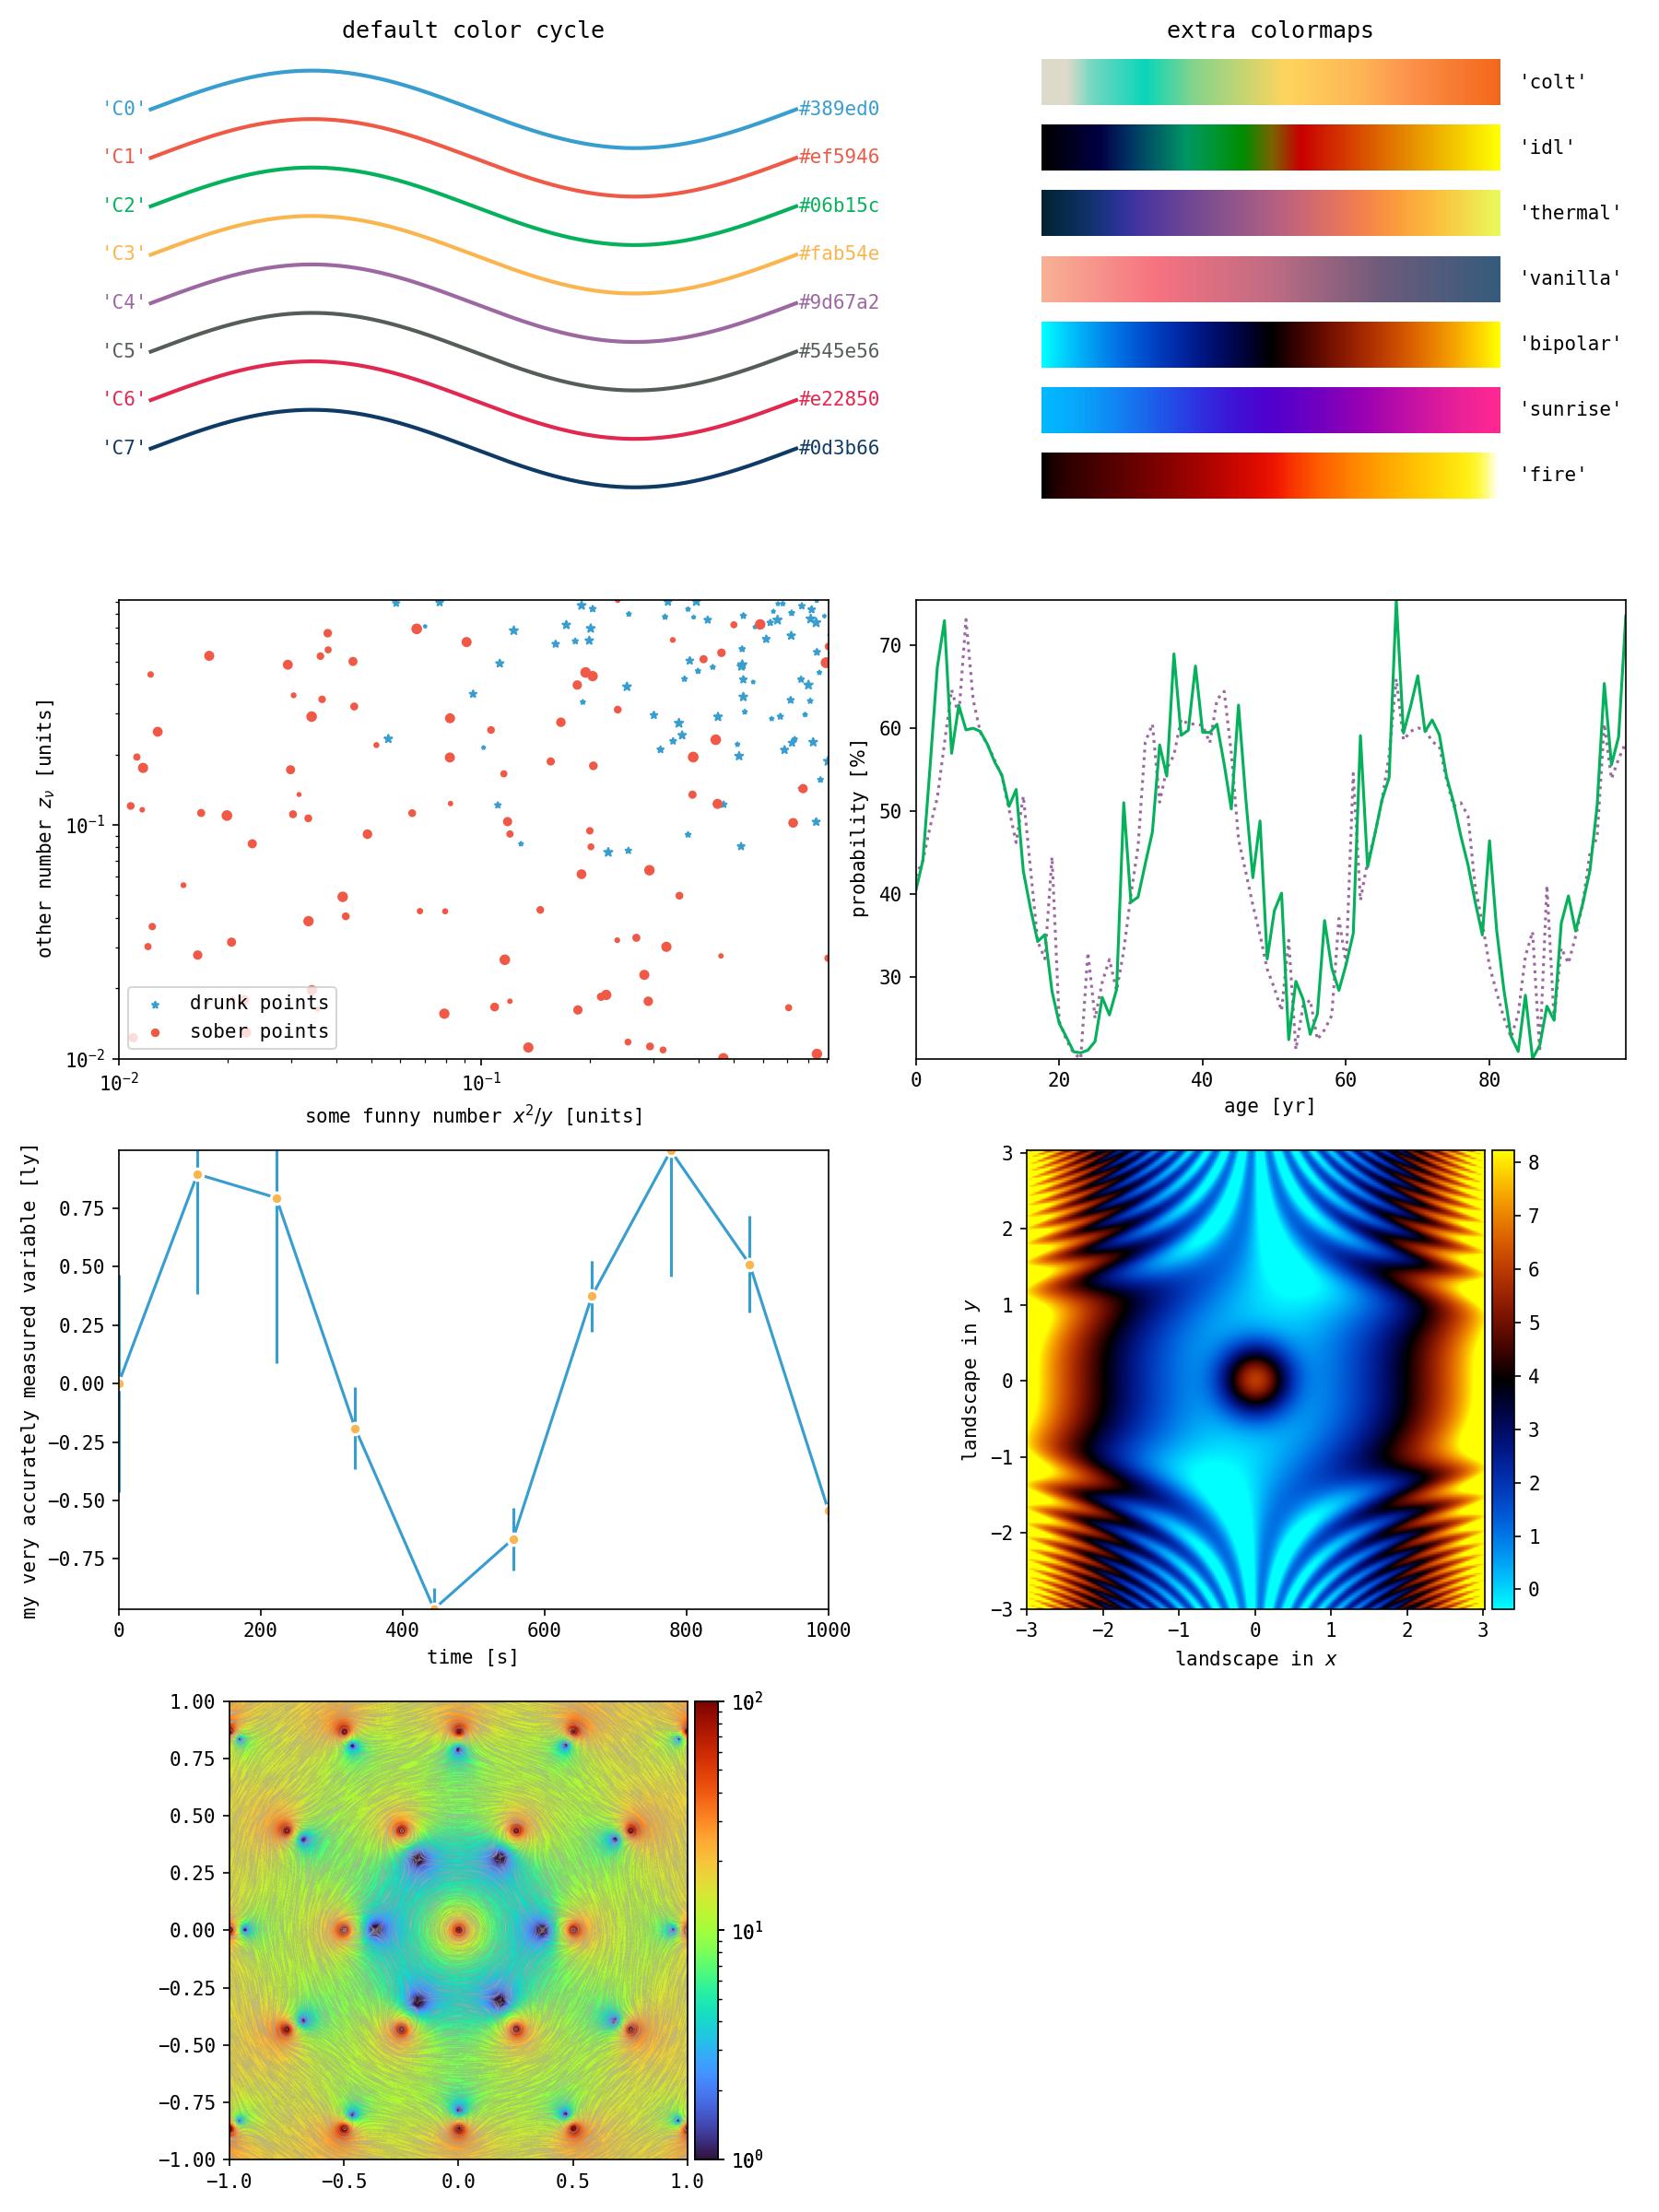 default color cycle
'C0' #389ed0
'C1' #ef5946
'C2' #06b15c
'C3' #fab54e
'C4' #9d67a2
'C5' #545e56
'C6' #e22850
'C7' #0d3b66
extra colormaps
'colt'
'idl'
'thermal'
'vanilla'
'bipolar'
'sunrise'
'fire'
other number z_ν [units]
10⁻¹
10⁻²
drunk points
sober points
10⁻² 10⁻¹
some funny number x²/y [units]
probability [%]
70
60
50
40
30
0 20 40 60 80
age [yr]
my very accurately measured variable [ly]
0.75
0.50
0.25
0.00
−0.25
−0.50
−0.75
0 200 400 600 800 1000
time [s]
landscape in y
3
2
1
0
−1
−2
−3
−3 −2 −1 0 1 2 3
landscape in x
8
7
6
5
4
3
2
1
0
1.00
0.75
0.50
0.25
0.00
−0.25
−0.50
−0.75
−1.00
−1.0 −0.5 0.0 0.5 1.0
10²
10¹
10⁰